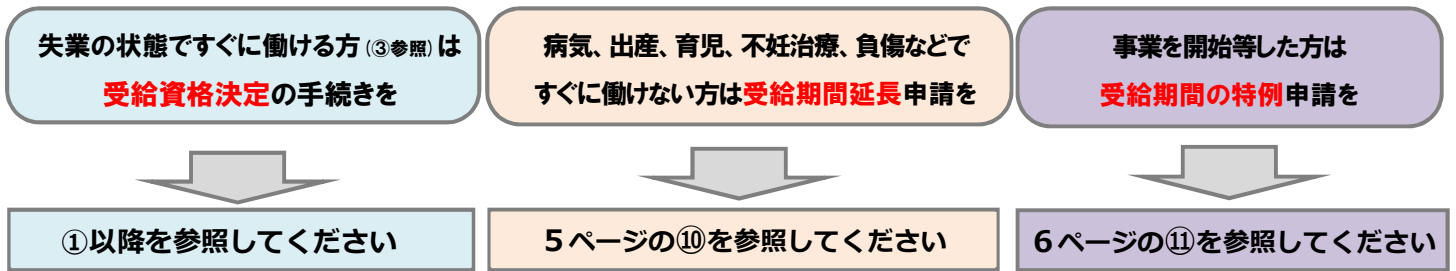 失業の状態ですぐに働ける方(③参照)は
受給資格決定の手続きを
病気、出産、育児、不妊治療、負傷などで
すぐに働けない方は受給期間延長申請を
事業を開始等した方は
受給期間の特例申請を
①以降を参照してください
5ページの⑩を参照してください
6ページの⑪を参照してください